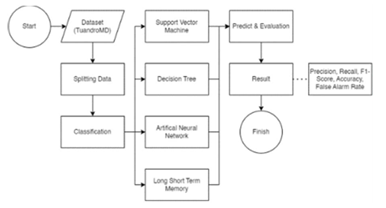 Start
Dataset
(TuandroMD)
Splitting Data
Classification
Support Vector
Machine
Decision Tree
Artifical Neural
Network
Long Short Term
Memory
Predict & Evaluation
Result
Precision, Recall, F1-
Score, Accuracy,
False Alarm Rate
Finish